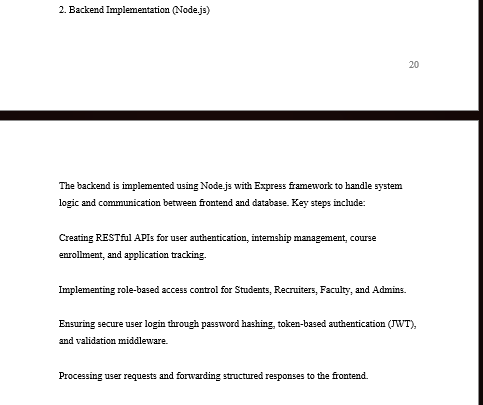 2. Backend Implementation (Node.js)
20
The backend is implemented using Node.js with Express framework to handle system
logic and communication between frontend and database. Key steps include:
Creating RESTful APIs for user authentication, internship management, course
enrollment, and application tracking.
Implementing role-based access control for Students, Recruiters, Faculty, and Admins.
Ensuring secure user login through password hashing, token-based authentication (JWT),
and validation middleware.
Processing user requests and forwarding structured responses to the frontend.